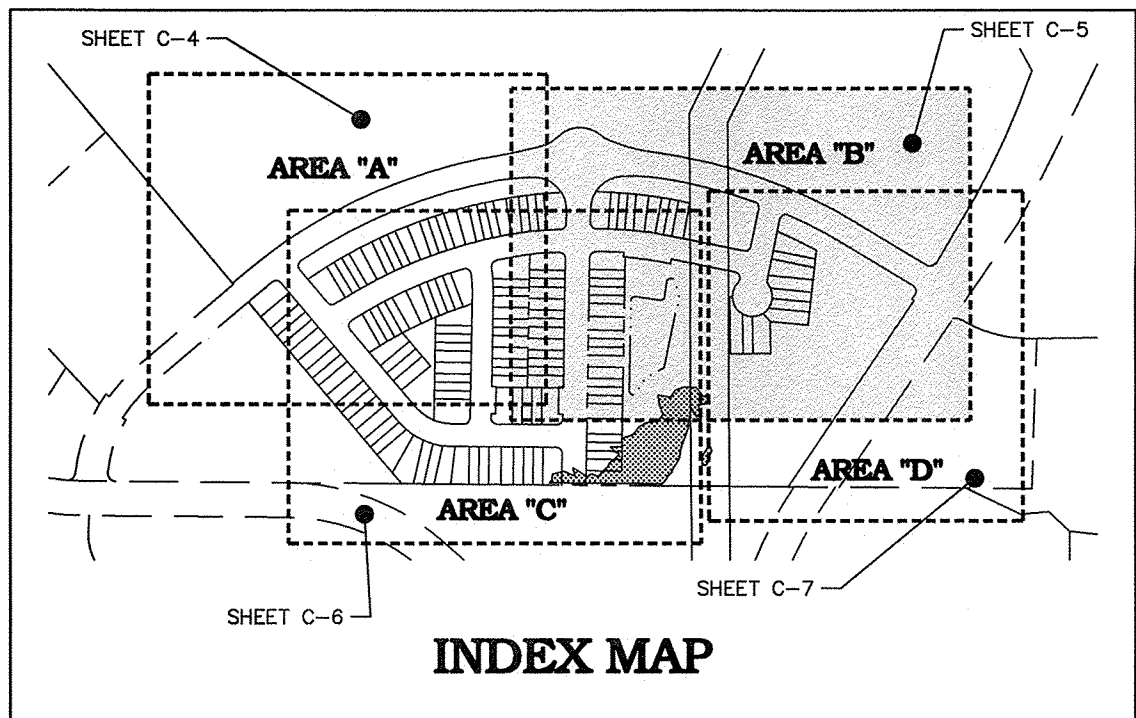 SHEET C-4
SHEET C-5
AREA "A"
AREA "B"
AREA "D"
AREA "C"
SHEET C-7
SHEET C-6
INDEX MAP